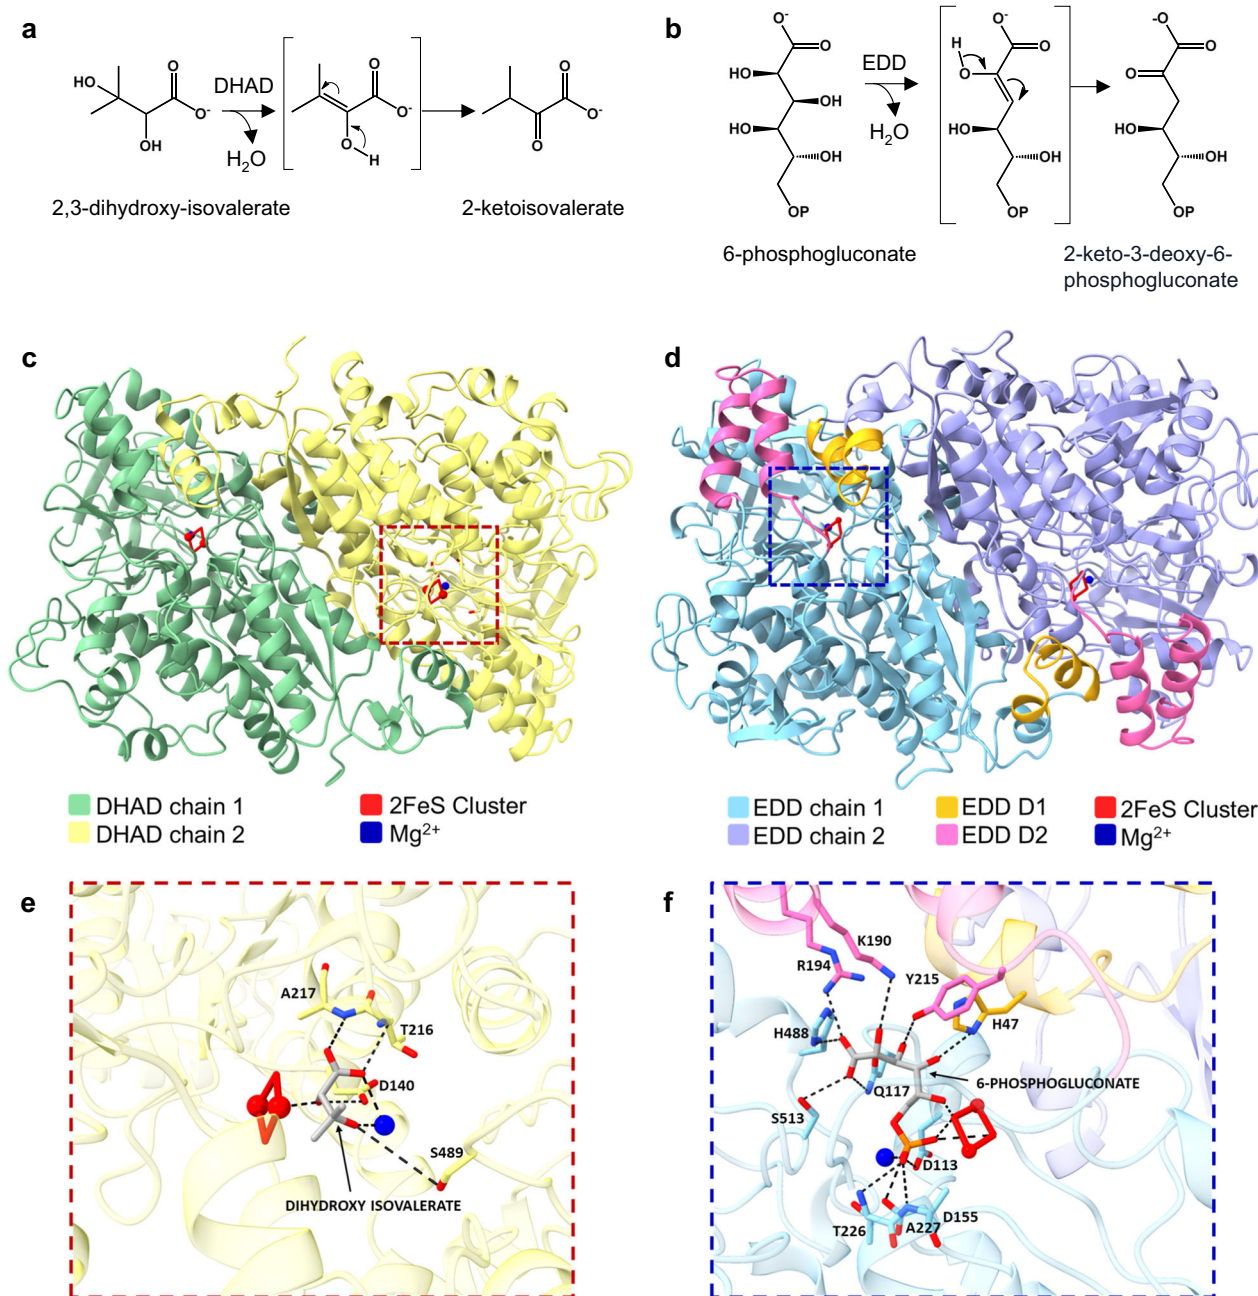 a
HO
O
DHAD
O⁻
OH
H₂O
O
O⁻
O
H
O
O⁻
O
2,3-dihydroxy-isovalerate
2-ketoisovalerate
b
O⁻
O
HO
OH
HO
OH
OP
EDD
H₂O
O⁻
H
O
O
HO
OH
OP
-O
O
O
HO
OH
OP
6-phosphogluconate
2-keto-3-deoxy-6-
phosphogluconate
c
DHAD chain 1
DHAD chain 2
2FeS Cluster
Mg²⁺
d
EDD chain 1
EDD chain 2
EDD D1
EDD D2
2FeS Cluster
Mg²⁺
e
A217
T216
D140
S489
DIHYDROXY ISOVALERATE
f
K190
R194
Y215
H47
H488
6-PHOSPHOGLUCONATE
Q117
S513
D113
D155
A227
T226